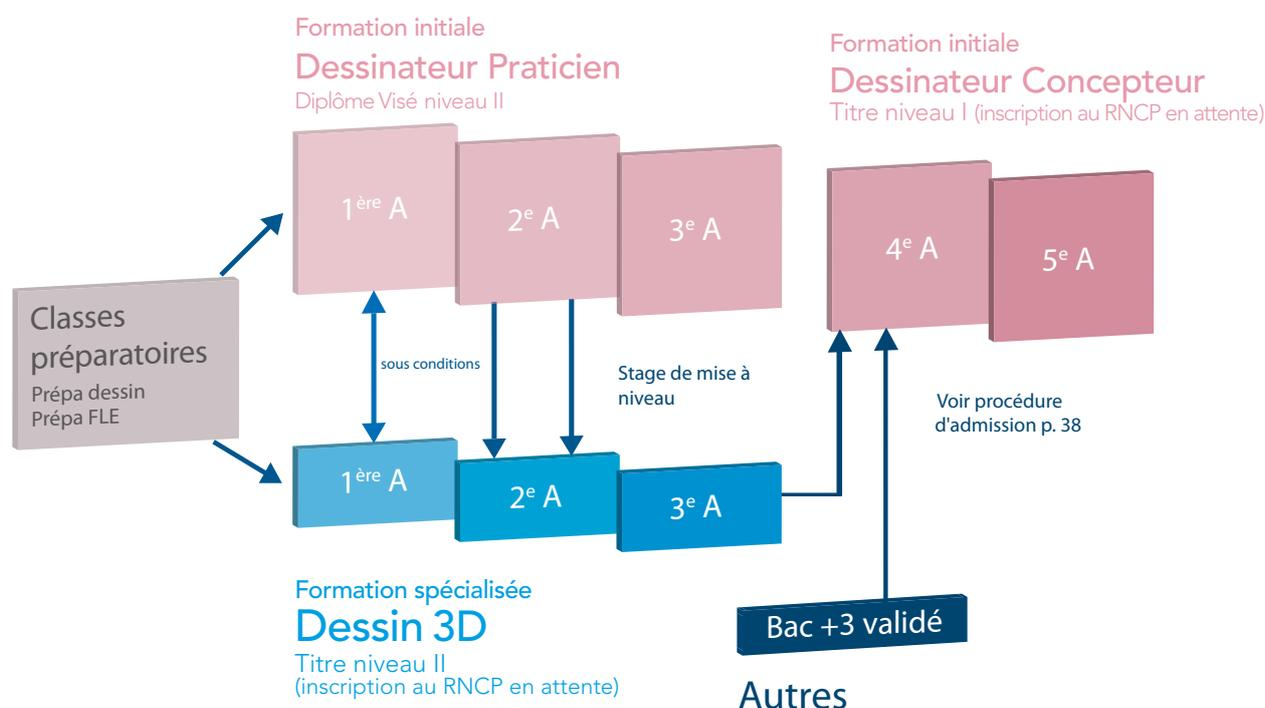 Formation initiale
Dessinateur Praticien
Diplôme Visé niveau II
Formation initiale
Dessinateur Concepteur
Titre niveau I (inscription au RNCP en attente)
1ère A
2e A
3e A
4e A
5e A
Classes
préparatoires
Prépa dessin
Prépa FLE
sous conditions
Stage de mise à
niveau
Voir procédure
d'admission p. 38
1ère A
2e A
3e A
Formation spécialisée
Dessin 3D
Titre niveau II
(inscription au RNCP en attente)
Bac +3 validé
Autres